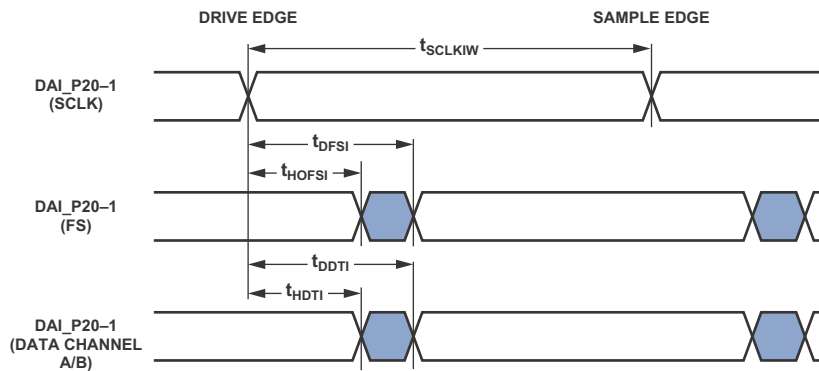 DRIVE EDGE
SAMPLE EDGE
tSCLKIW
DAI_P20–1
(SCLK)
tDFSI
tHOFSI
DAI_P20–1
(FS)
tDDTI
tHDTI
DAI_P20–1
(DATA CHANNEL
A/B)